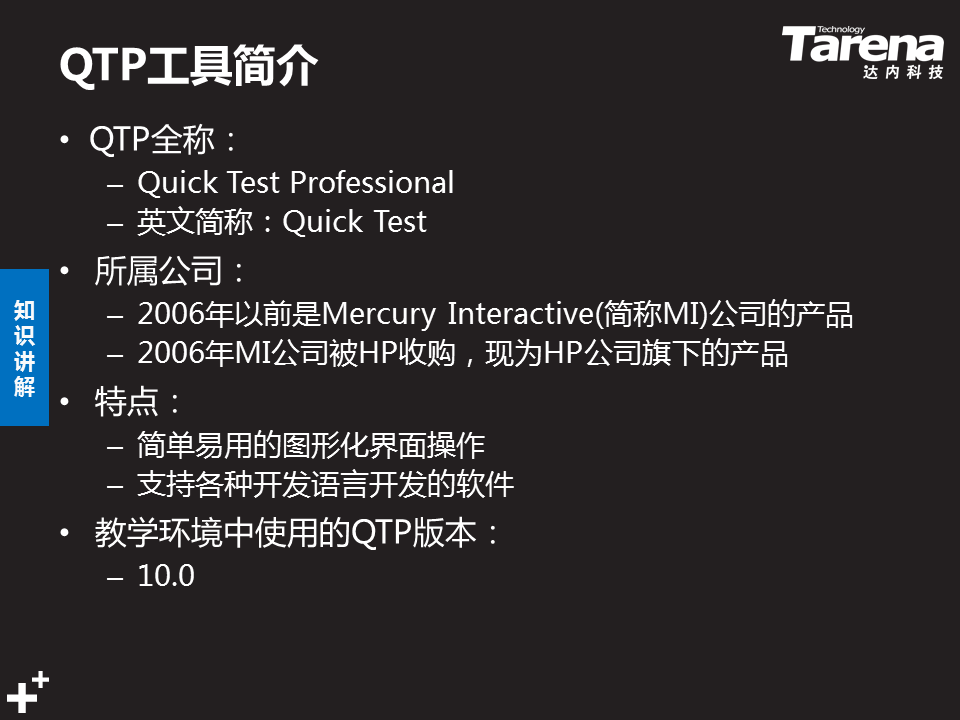 QTP工具简介
Technology
Tarena
达内科技
• QTP全称：
– Quick Test Professional
– 英文简称：Quick Test
• 所属公司：
– 2006年以前是Mercury Interactive(简称MI)公司的产品
– 2006年MI公司被HP收购，现为HP公司旗下的产品
知识讲解
• 特点：
– 简单易用的图形化界面操作
– 支持各种开发语言开发的软件
• 教学环境中使用的QTP版本：
– 10.0